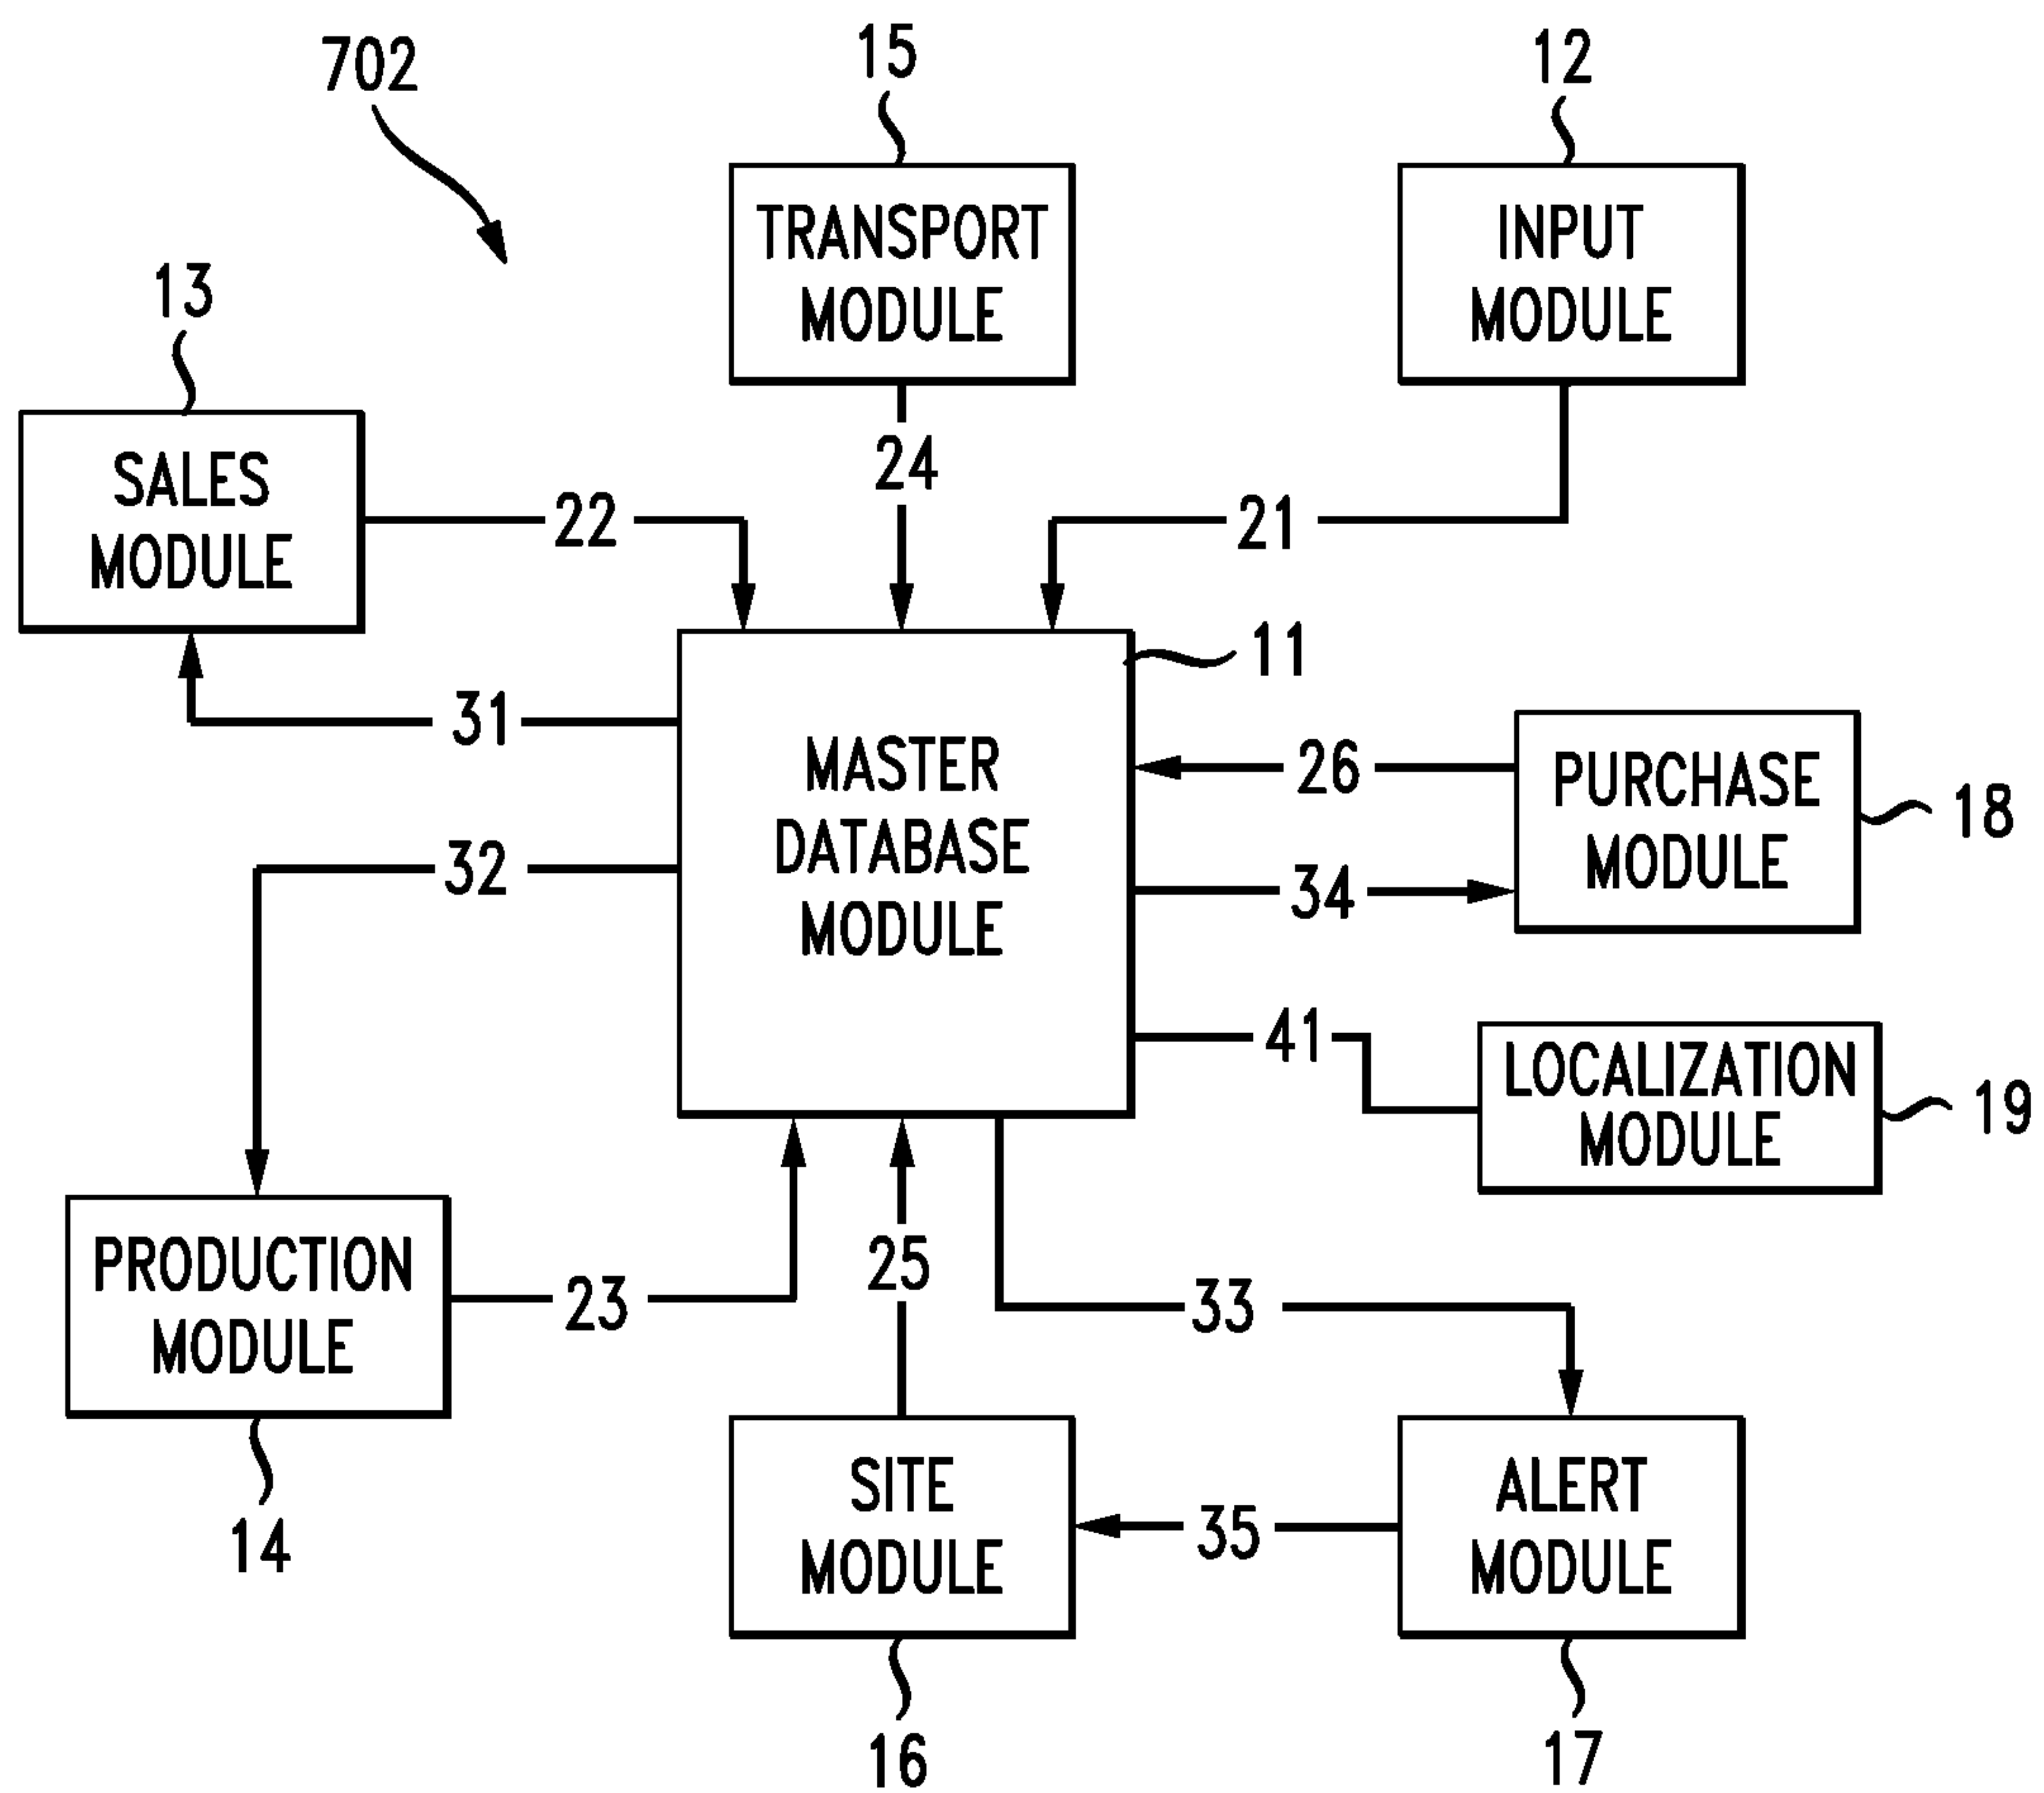 702
15
12
TRANSPORT
MODULE
INPUT
MODULE
13
SALES
MODULE
24
22
21
11
31
MASTER
DATABASE
MODULE
26
PURCHASE
MODULE
18
32
34
41
LOCALIZATION
MODULE
19
PRODUCTION
MODULE
23
25
33
14
SITE
MODULE
35
ALERT
MODULE
16
17